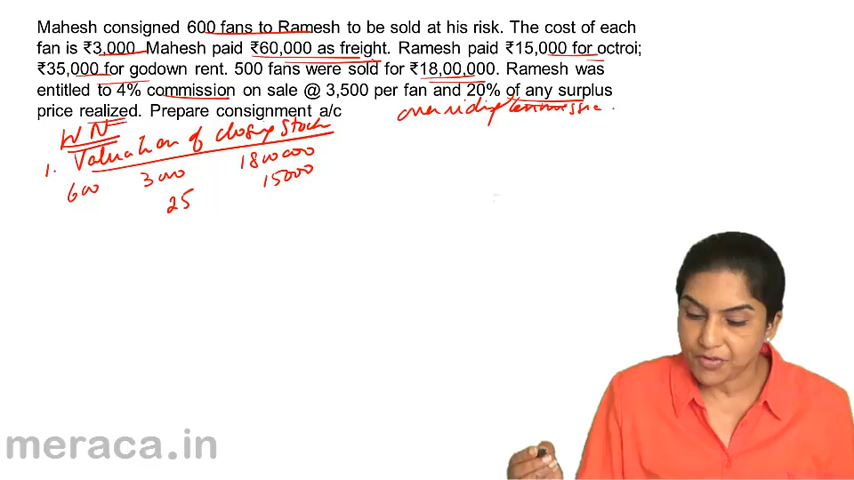 Mahesh consigned 600 fans to Ramesh to be sold at his risk. The cost of each
fan is ₹3,000. Mahesh paid ₹60,000 as freight. Ramesh paid ₹15,000 for octroi;
₹35,000 for godown rent. 500 fans were sold for ₹18,00,000. Ramesh was
entitled to 4% commission on sale @ 3,500 per fan and 20% of any surplus
price realized. Prepare consignment a/c
over riding
WN
1. Valuation of closing stock
600 3000 1800000
25 15000
meraca.in